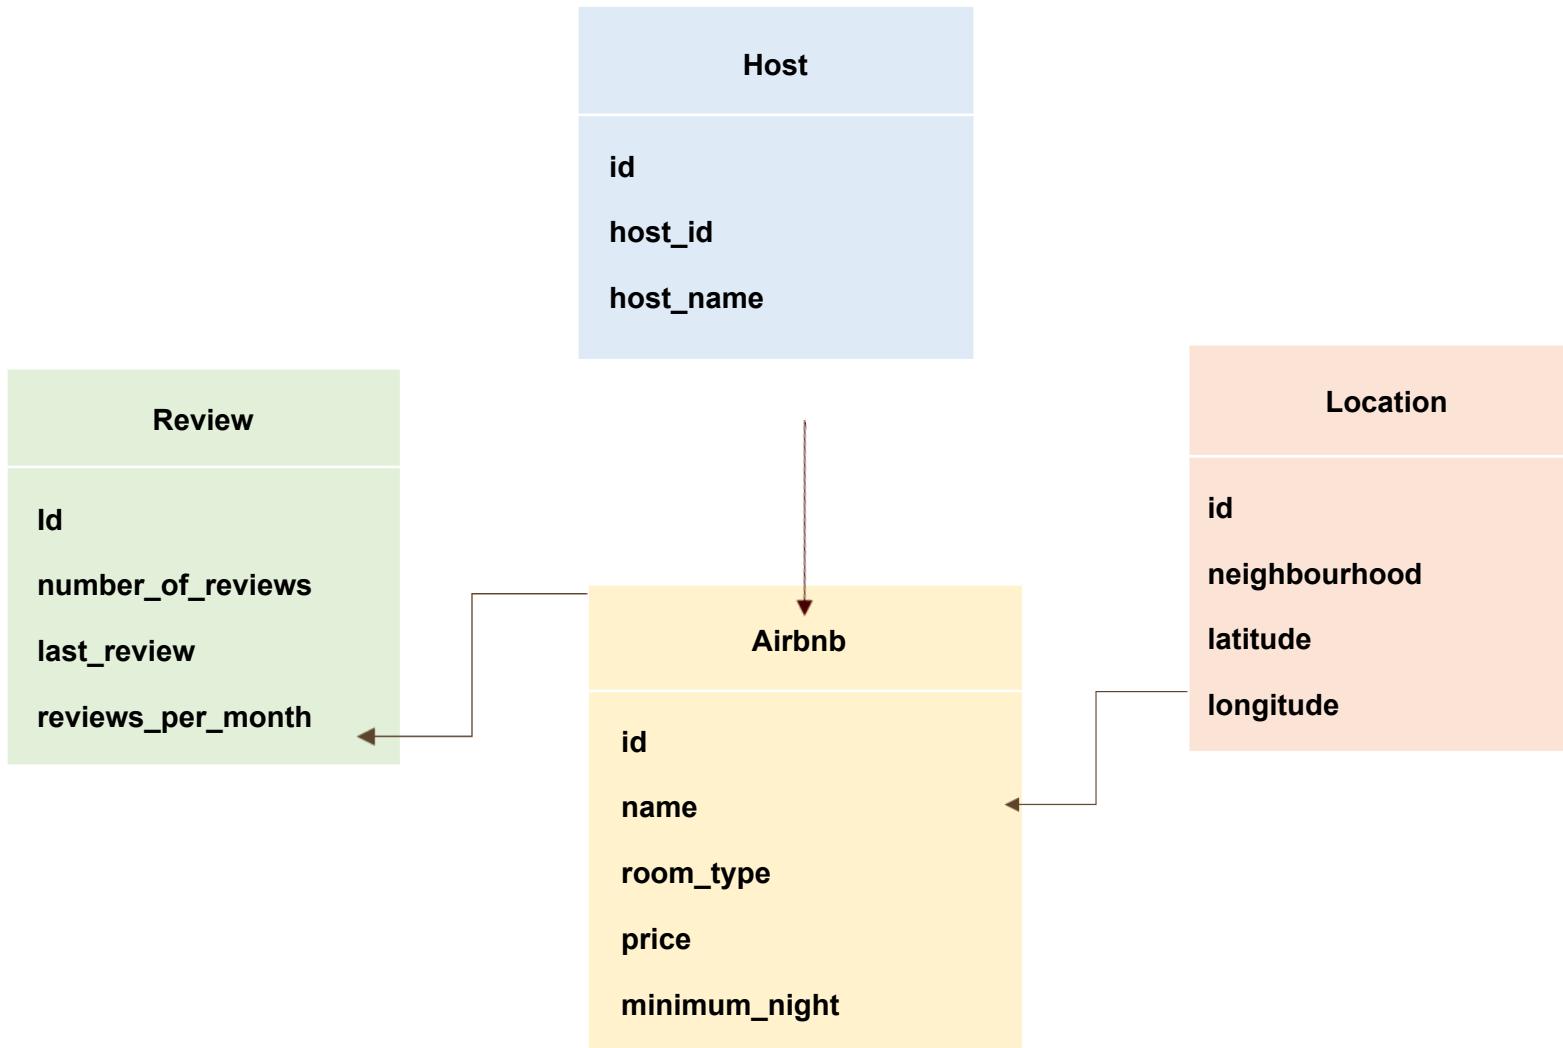 Host
id
host_id
host_name
Review
Id
number_of_reviews
last_review
reviews_per_month
Airbnb
id
name
room_type
price
minimum_night
Location
id
neighbourhood
latitude
longitude